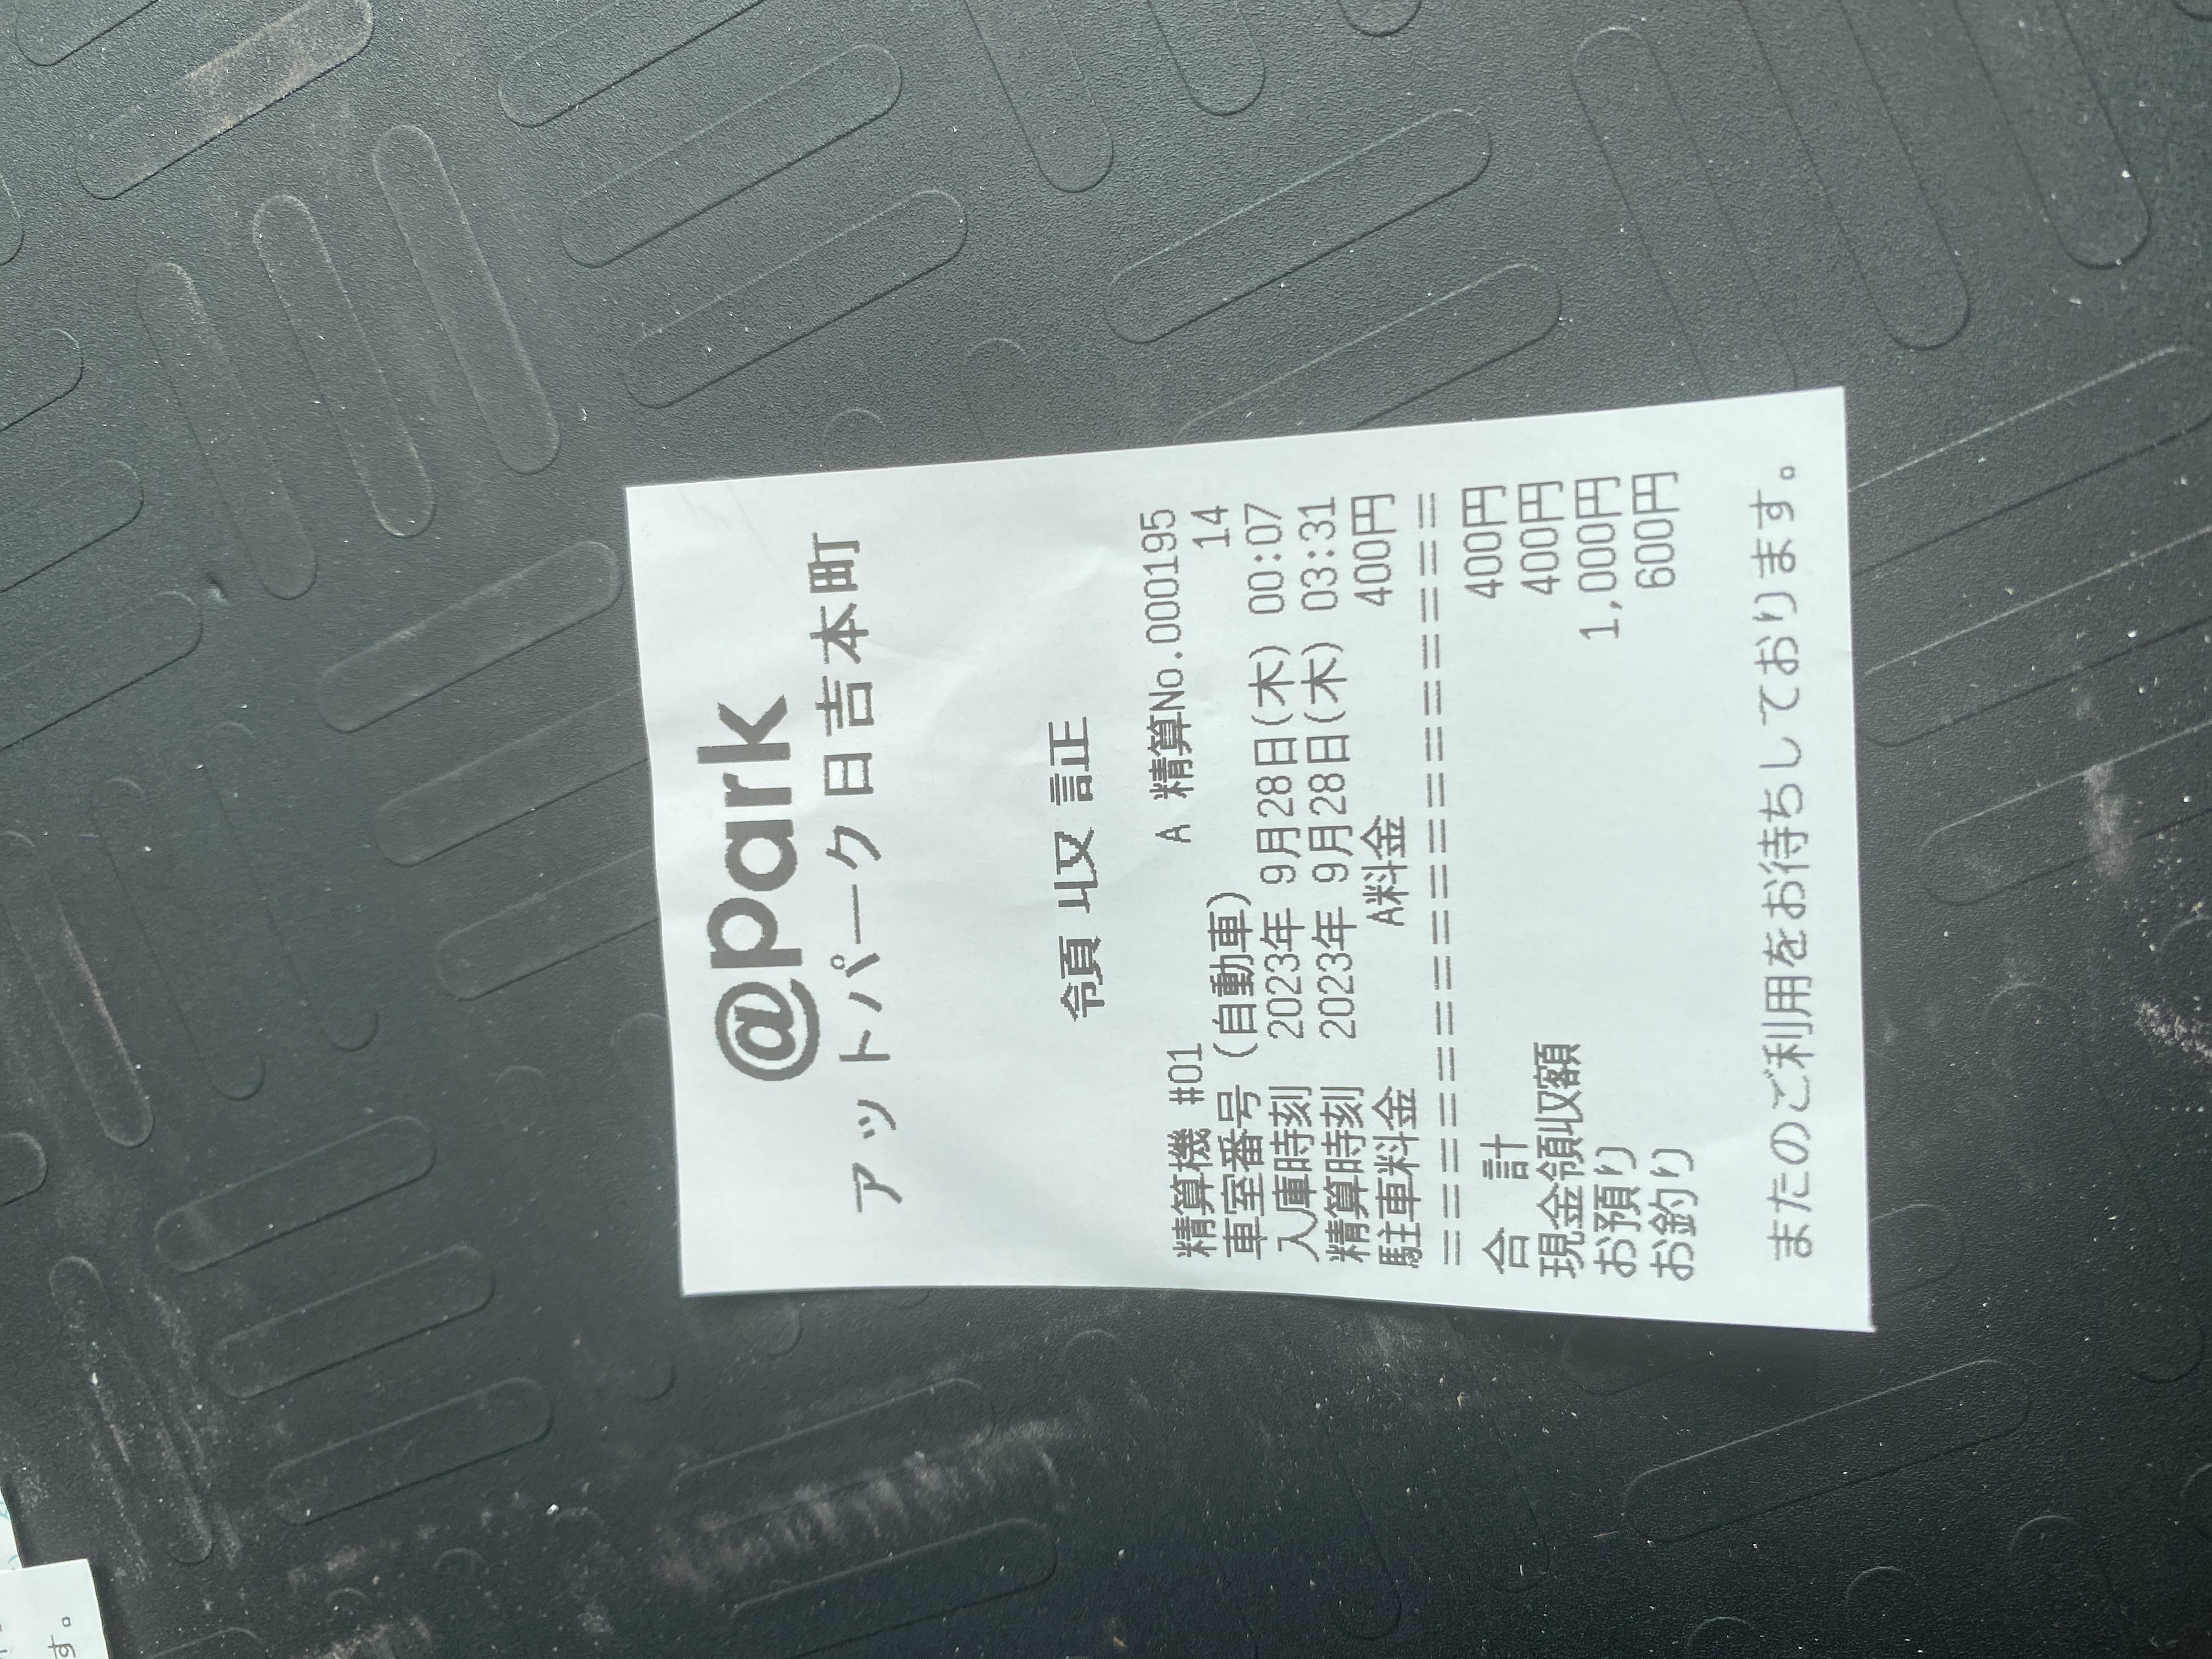 @park
アットパーク日吉本町
領収証
精算機 #01 A 精算No.000195
車室番号 (自動車) 14
入庫時刻 2023年 9月28日(木) 00:07
精算時刻 2023年 9月28日(木) 03:31
駐車料金 A料金 400円
==============================
合 計 400円
現金領収額 400円
お預り 1,000円
お釣り 600円
またのご利用をお待ちしております。
す。